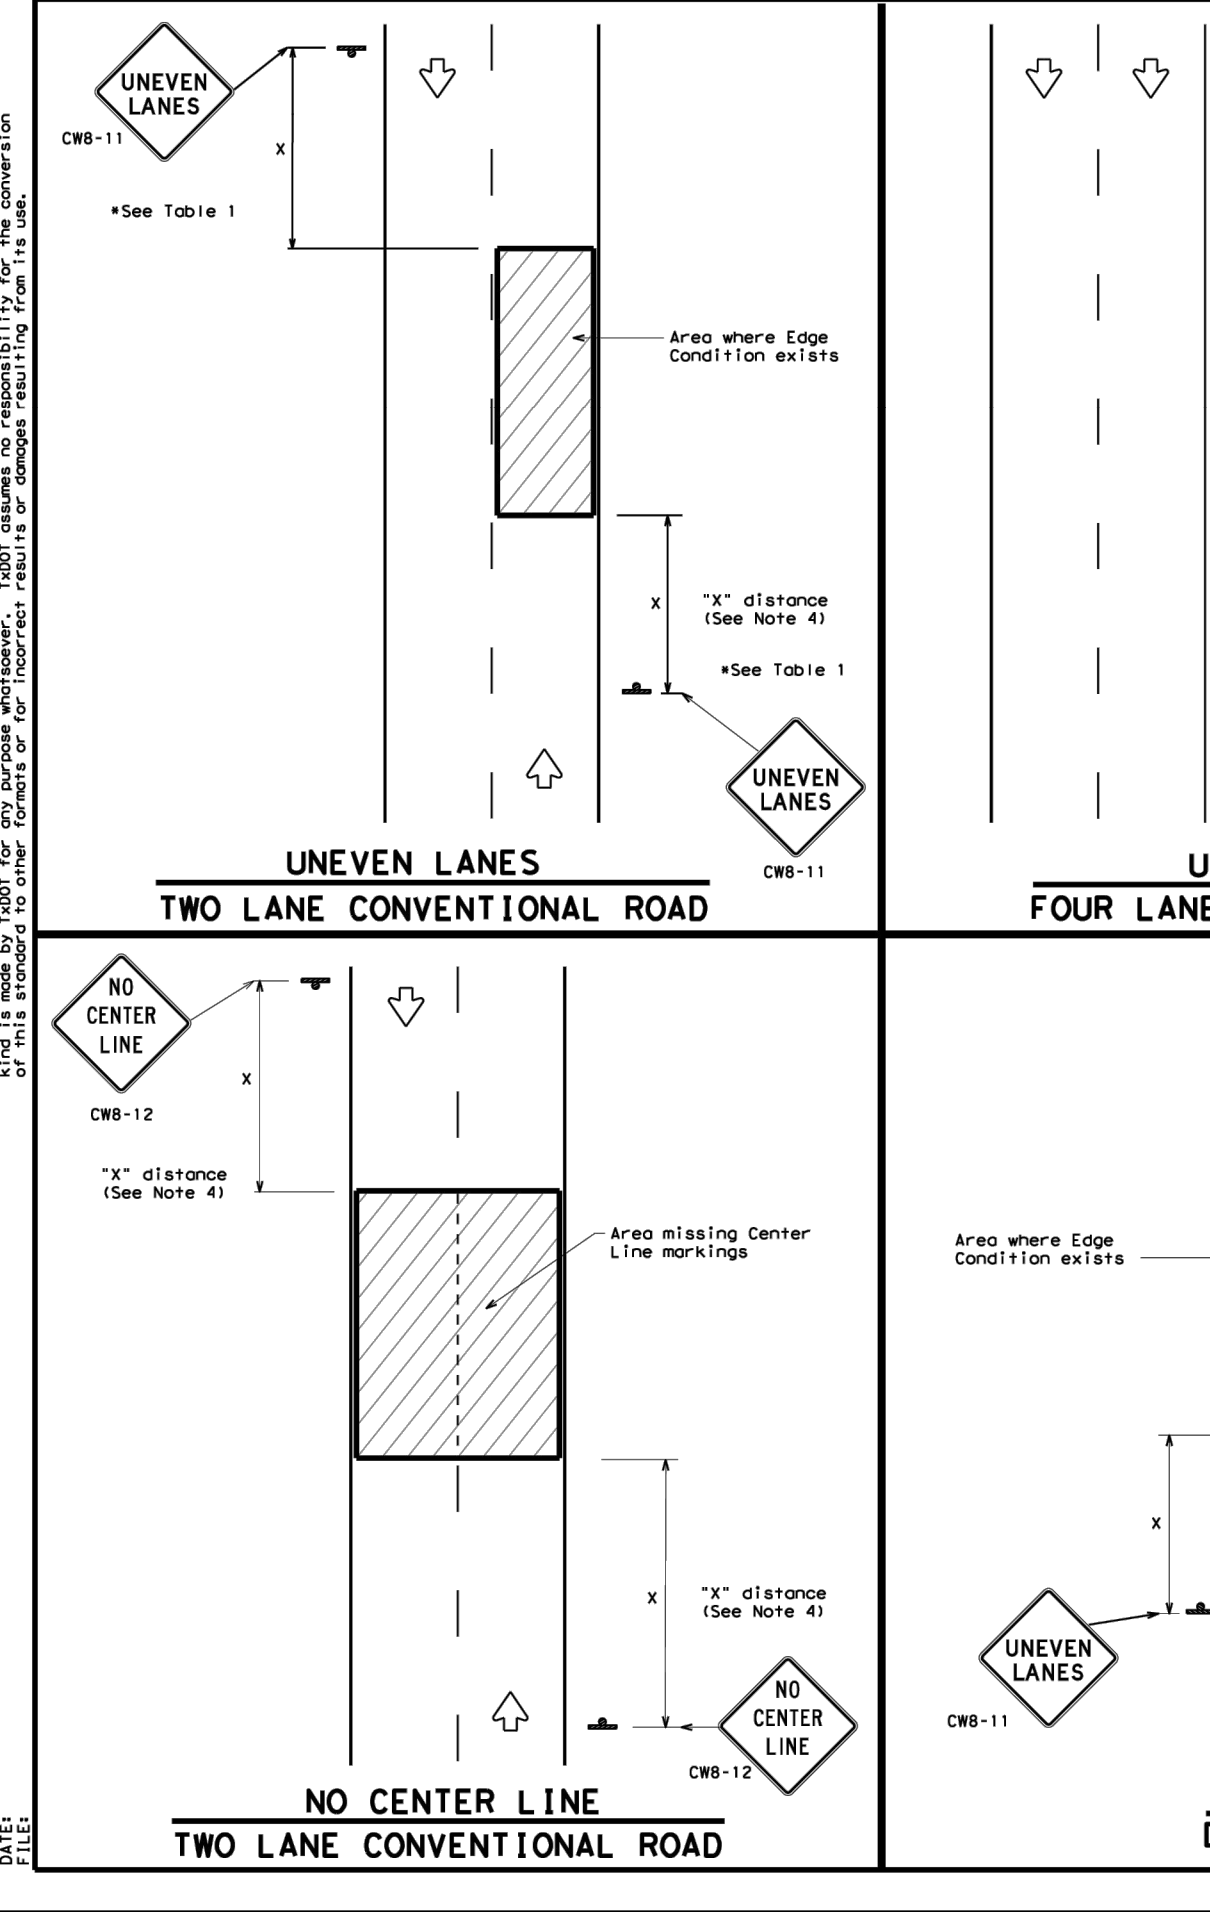 kind is made by TxDOT for any purpose whatsoever. TxDOT assumes no responsibility for the conversion
of this standard to other formats or for incorrect results or damages resulting from its use.
DATE:
FILE:
UNEVEN
LANES
CW8-11
X
*See Table 1
Area where Edge
Condition exists
X
"X" distance
(See Note 4)
*See Table 1
UNEVEN
LANES
CW8-11
UNEVEN LANES
TWO LANE CONVENTIONAL ROAD
U
FOUR LANE
NO
CENTER
LINE
CW8-12
X
"X" distance
(See Note 4)
Area missing Center
Line markings
X
"X" distance
(See Note 4)
NO
CENTER
LINE
CW8-12
NO CENTER LINE
TWO LANE CONVENTIONAL ROAD
Area where Edge
Condition exists
X
UNEVEN
LANES
CW8-11